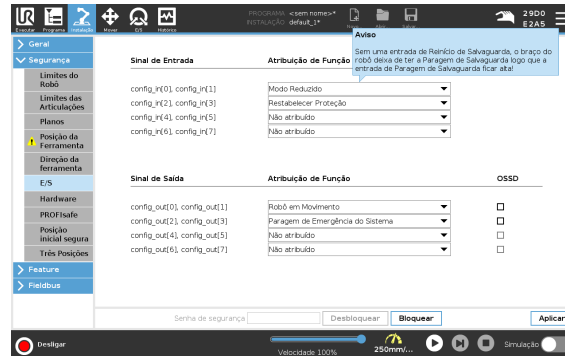 PROGRAMA <sem nome>*
INSTALAÇÃO default_1*
29D0
E2A5
Executar Programa Instalação Mover E/S Histórico
Aviso
Sem uma entrada de Reinício de Salvaguarda, o braço do
robô deixa de ter a Paragem de Salvaguarda logo que a
entrada de Paragem de Salvaguarda ficar alta!
Geral
Segurança
Limites do
Robô
Limites das
Articulações
Planos
Posição da
Ferramenta
Direção da
ferramenta
E/S
Hardware
PROFIsafe
Posição
inicial segura
Três Posições
Feature
Fieldbus
Sinal de Entrada Atribuição de Função
config_in[0], config_in[1] Modo Reduzido
config_in[2], config_in[3] Restabelecer Proteção
config_in[4], config_in[5] Não atribuído
config_in[6], config_in[7] Não atribuído
Sinal de Saída Atribuição de Função OSSD
config_out[0], config_out[1] Robô em Movimento
config_out[2], config_out[3] Paragem de Emergência do Sistema
config_out[4], config_out[5] Não atribuído
config_out[6], config_out[7] Não atribuído
Senha de segurança Desbloquear Bloquear Aplicar
Desligar
Velocidade 100%
250mm/...
Simulação